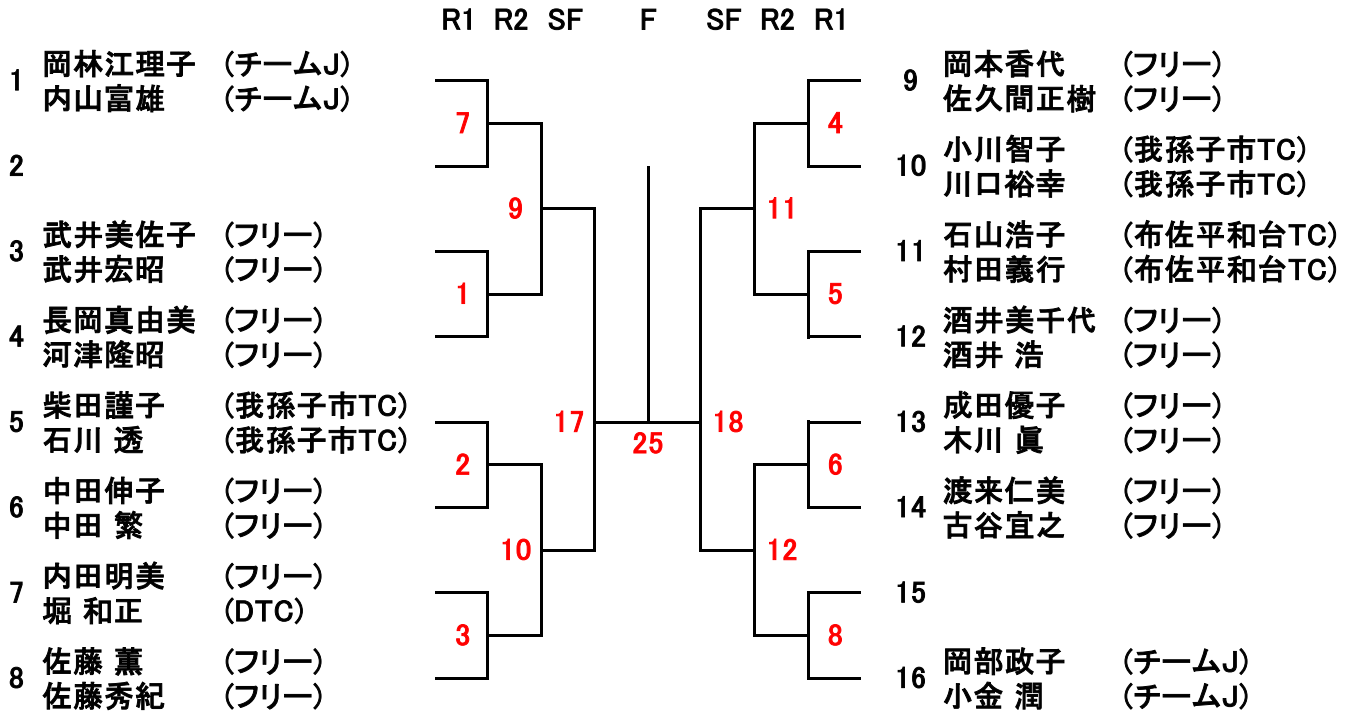 R1 R2 SF F SF R2 R1
1 岡林江理子 (チームJ)
内山富雄 (チームJ)
2
3 武井美佐子 (フリー)
武井宏昭 (フリー)
4 長岡真由美 (フリー)
河津隆昭 (フリー)
5 柴田謹子 (我孫子市TC)
石川 透 (我孫子市TC)
6 中田伸子 (フリー)
中田 繁 (フリー)
7 内田明美 (フリー)
堀 和正 (DTC)
8 佐藤 薫 (フリー)
佐藤秀紀 (フリー)
7
9
1
17
2
10
3
25
4
11
5
18
6
12
8
9 岡本香代 (フリー)
佐久間正樹 (フリー)
10 小川智子 (我孫子市TC)
川口裕幸 (我孫子市TC)
11 石山浩子 (布佐平和台TC)
村田義行 (布佐平和台TC)
12 酒井美千代 (フリー)
酒井 浩 (フリー)
13 成田優子 (フリー)
木川 眞 (フリー)
14 渡来仁美 (フリー)
古谷宜之 (フリー)
15
16 岡部政子 (チームJ)
小金 潤 (チームJ)